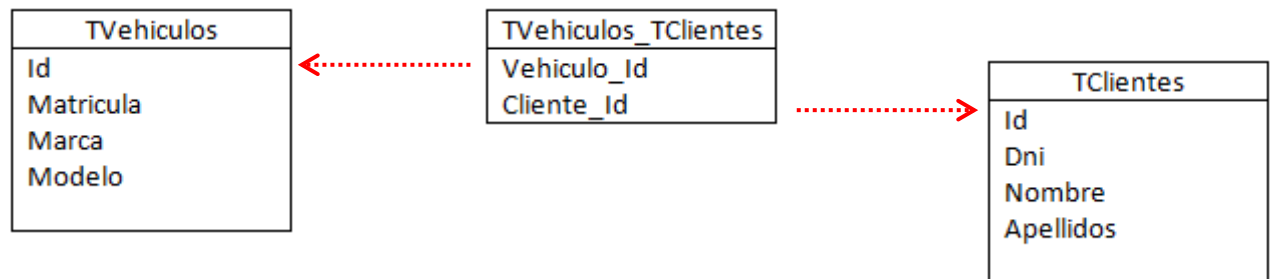 TVehiculos
Id
Matricula
Marca
Modelo
TVehiculos_TClientes
Vehiculo_Id
Cliente_Id
TClientes
Id
Dni
Nombre
Apellidos